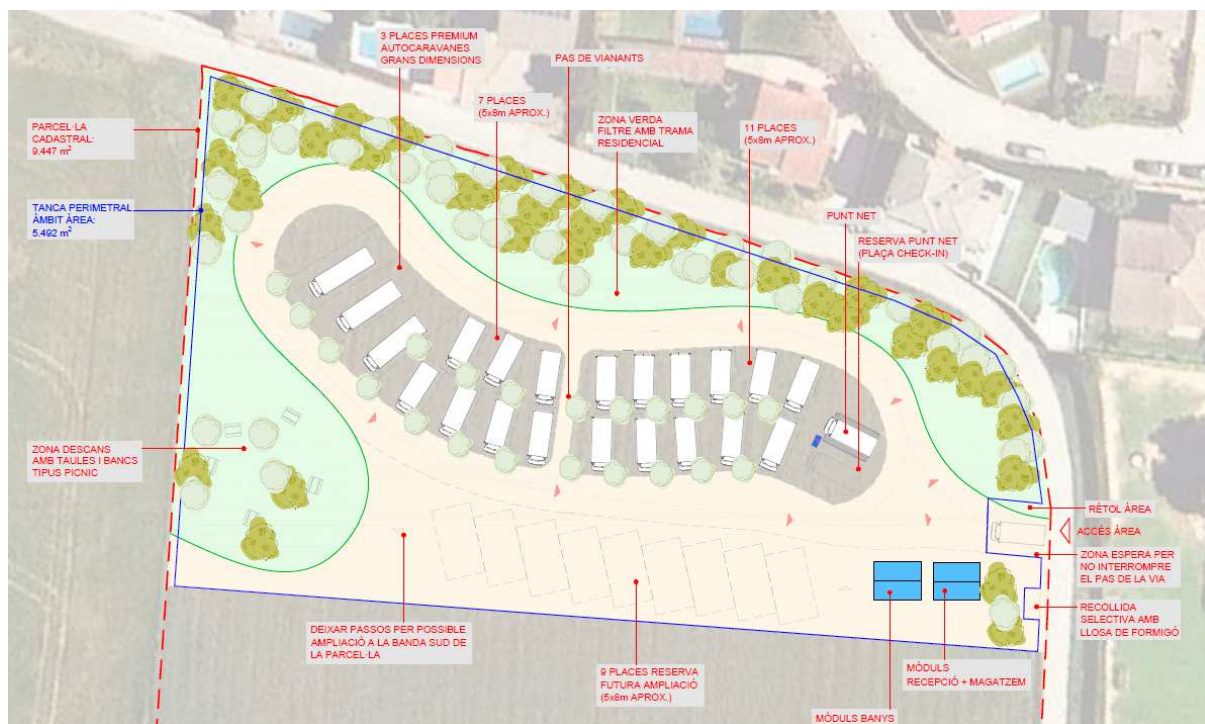 3 PLACES PREMIUM
AUTOCARAVANES
GRANS DIMENSIONS
PAS DE VIANANTS
7 PLACES
(5x8m APROX.)
ZONA VERDA
FILTRE AMB TRAMA
RESIDENCIAL
11 PLACES
(5x8m APROX.)
PARCEL·LA
CADASTRAL:
9.447 m²
TANCA PERIMETRAL
ÀMBIT ÀREA:
5.492 m²
PUNT NET
RESERVA PUNT NET
(PLAÇA CHECK-IN)
ZONA DESCANS
AMB TAULES I BANCS
TIPUS PICNIC
RÈTOL ÀREA
ACCÉS ÀREA
ZONA ESPERA PER
NO INTERROMPRE
EL PAS DE LA VIA
RECOLLIDA
SELECTIVA AMB
LLOSA DE FORMIGÓ
DEIXAR PASSOS PER POSSIBLE
AMPLIACIÓ A LA BANDA SUD DE
LA PARCEL·LA
9 PLACES RESERVA
FUTURA AMPLIACIÓ
(5x8m APROX.)
MÒDULS
RECEPCIÓ + MAGATZEM
MÒDULS BANYS